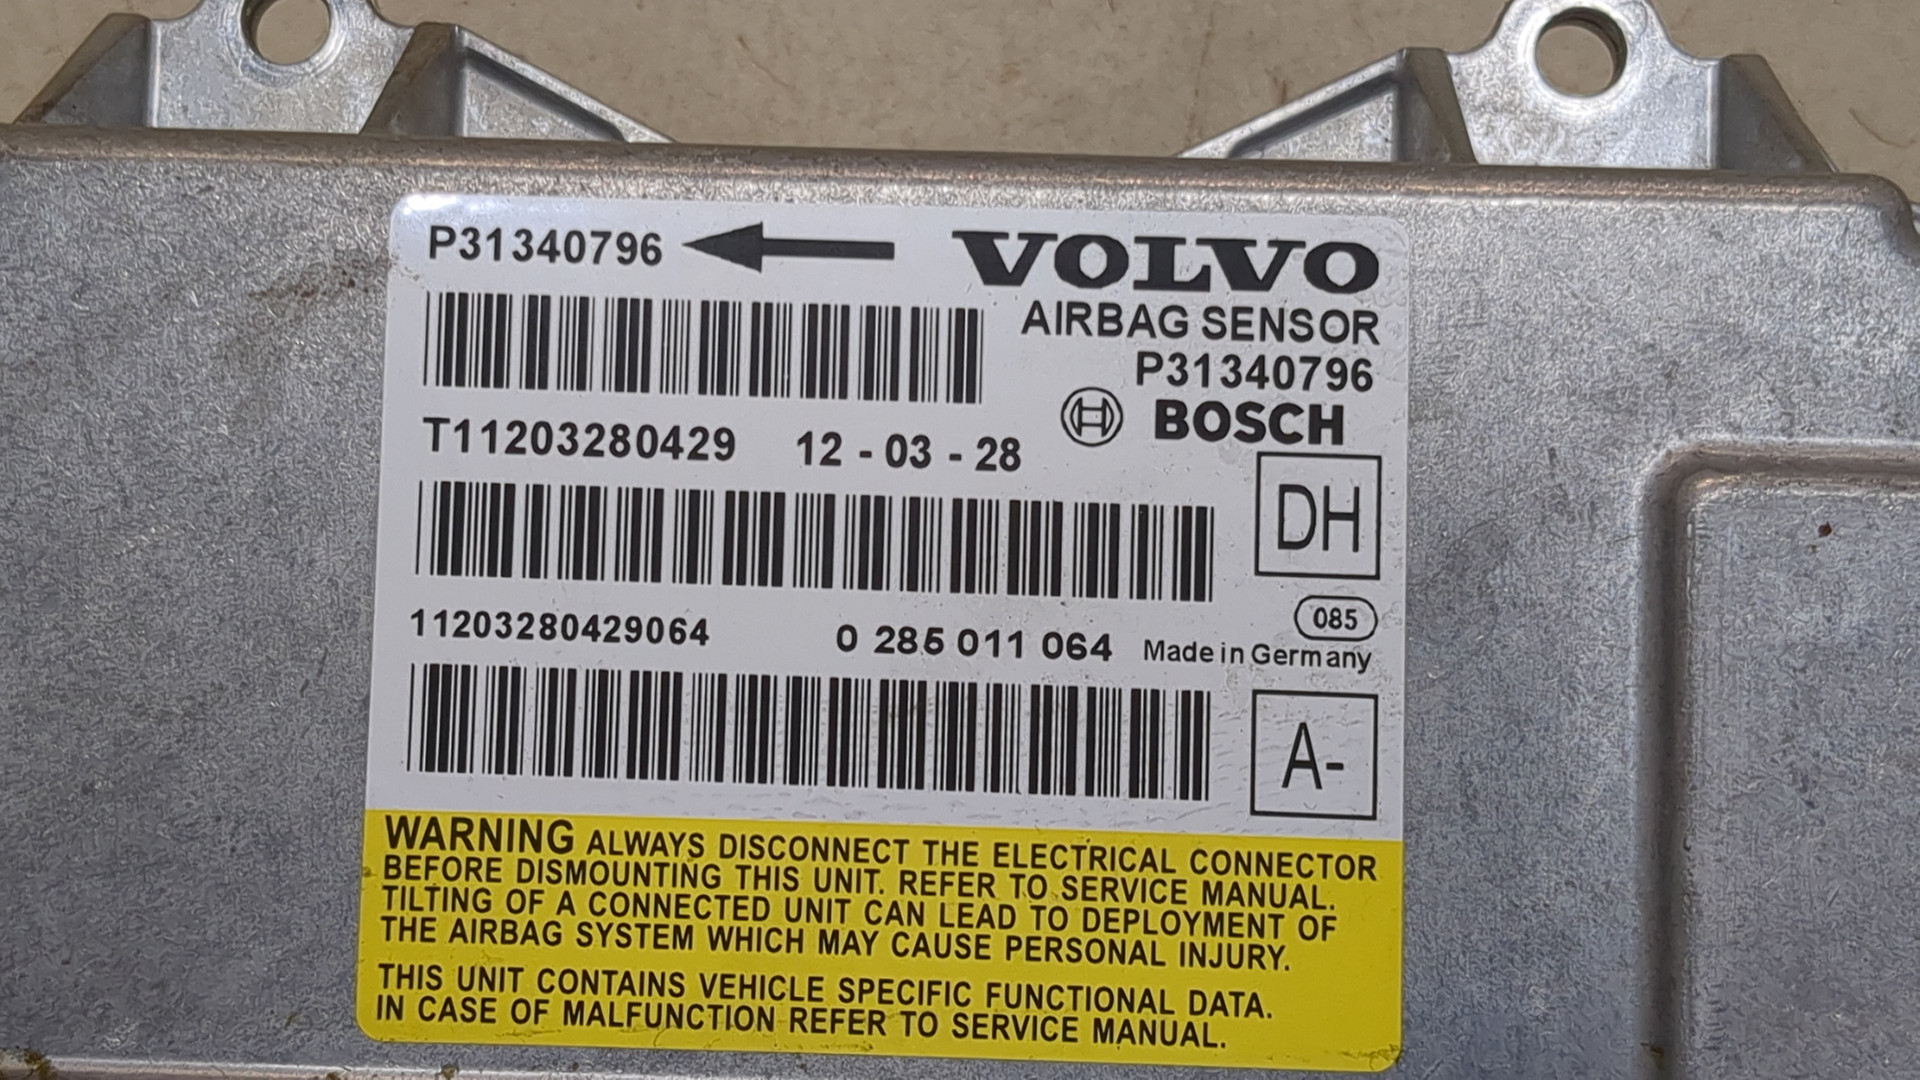 P31340796
VOLVO
AIRBAG SENSOR
P31340796
BOSCH
T11203280429 12 - 03 - 28
DH
085
11203280429064 0 285 011 064 Made in Germany
A-
WARNING ALWAYS DISCONNECT THE ELECTRICAL CONNECTOR
BEFORE DISMOUNTING THIS UNIT. REFER TO SERVICE MANUAL.
TILTING OF A CONNECTED UNIT CAN LEAD TO DEPLOYMENT OF
THE AIRBAG SYSTEM WHICH MAY CAUSE PERSONAL INJURY.
THIS UNIT CONTAINS VEHICLE SPECIFIC FUNCTIONAL DATA.
IN CASE OF MALFUNCTION REFER TO SERVICE MANUAL.